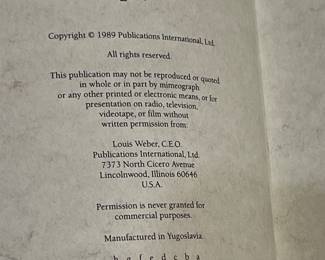 Copyright © 1989 Publications International, Ltd.
All rights reserved.
This publication may not be reproduced or quoted
in whole or in part by mimeograph
or any other printed or electronic means, or for
presentation on radio, television,
videotape, or film without
written permission from:
Louis Weber, C.E.O.
Publications International, Ltd.
7373 North Cicero Avenue
Lincolnwood, Illinois 60646
U.S.A.
Permission is never granted for
commercial purposes.
Manufactured in Yugoslavia.
h g f e d c b a